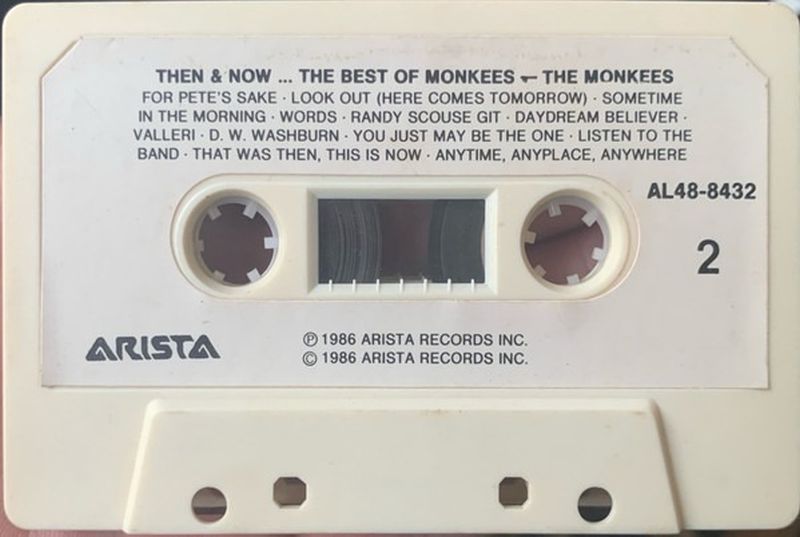 THEN & NOW ... THE BEST OF MONKEES - THE MONKEES
FOR PETE'S SAKE · LOOK OUT (HERE COMES TOMORROW) · SOMETIME
IN THE MORNING · WORDS · RANDY SCOUSE GIT · DAYDREAM BELIEVER ·
VALLERI · D. W. WASHBURN · YOU JUST MAY BE THE ONE · LISTEN TO THE
BAND · THAT WAS THEN, THIS IS NOW · ANYTIME, ANYPLACE, ANYWHERE
AL48-8432
2
ARISTA
℗ 1986 ARISTA RECORDS INC.
© 1986 ARISTA RECORDS INC.